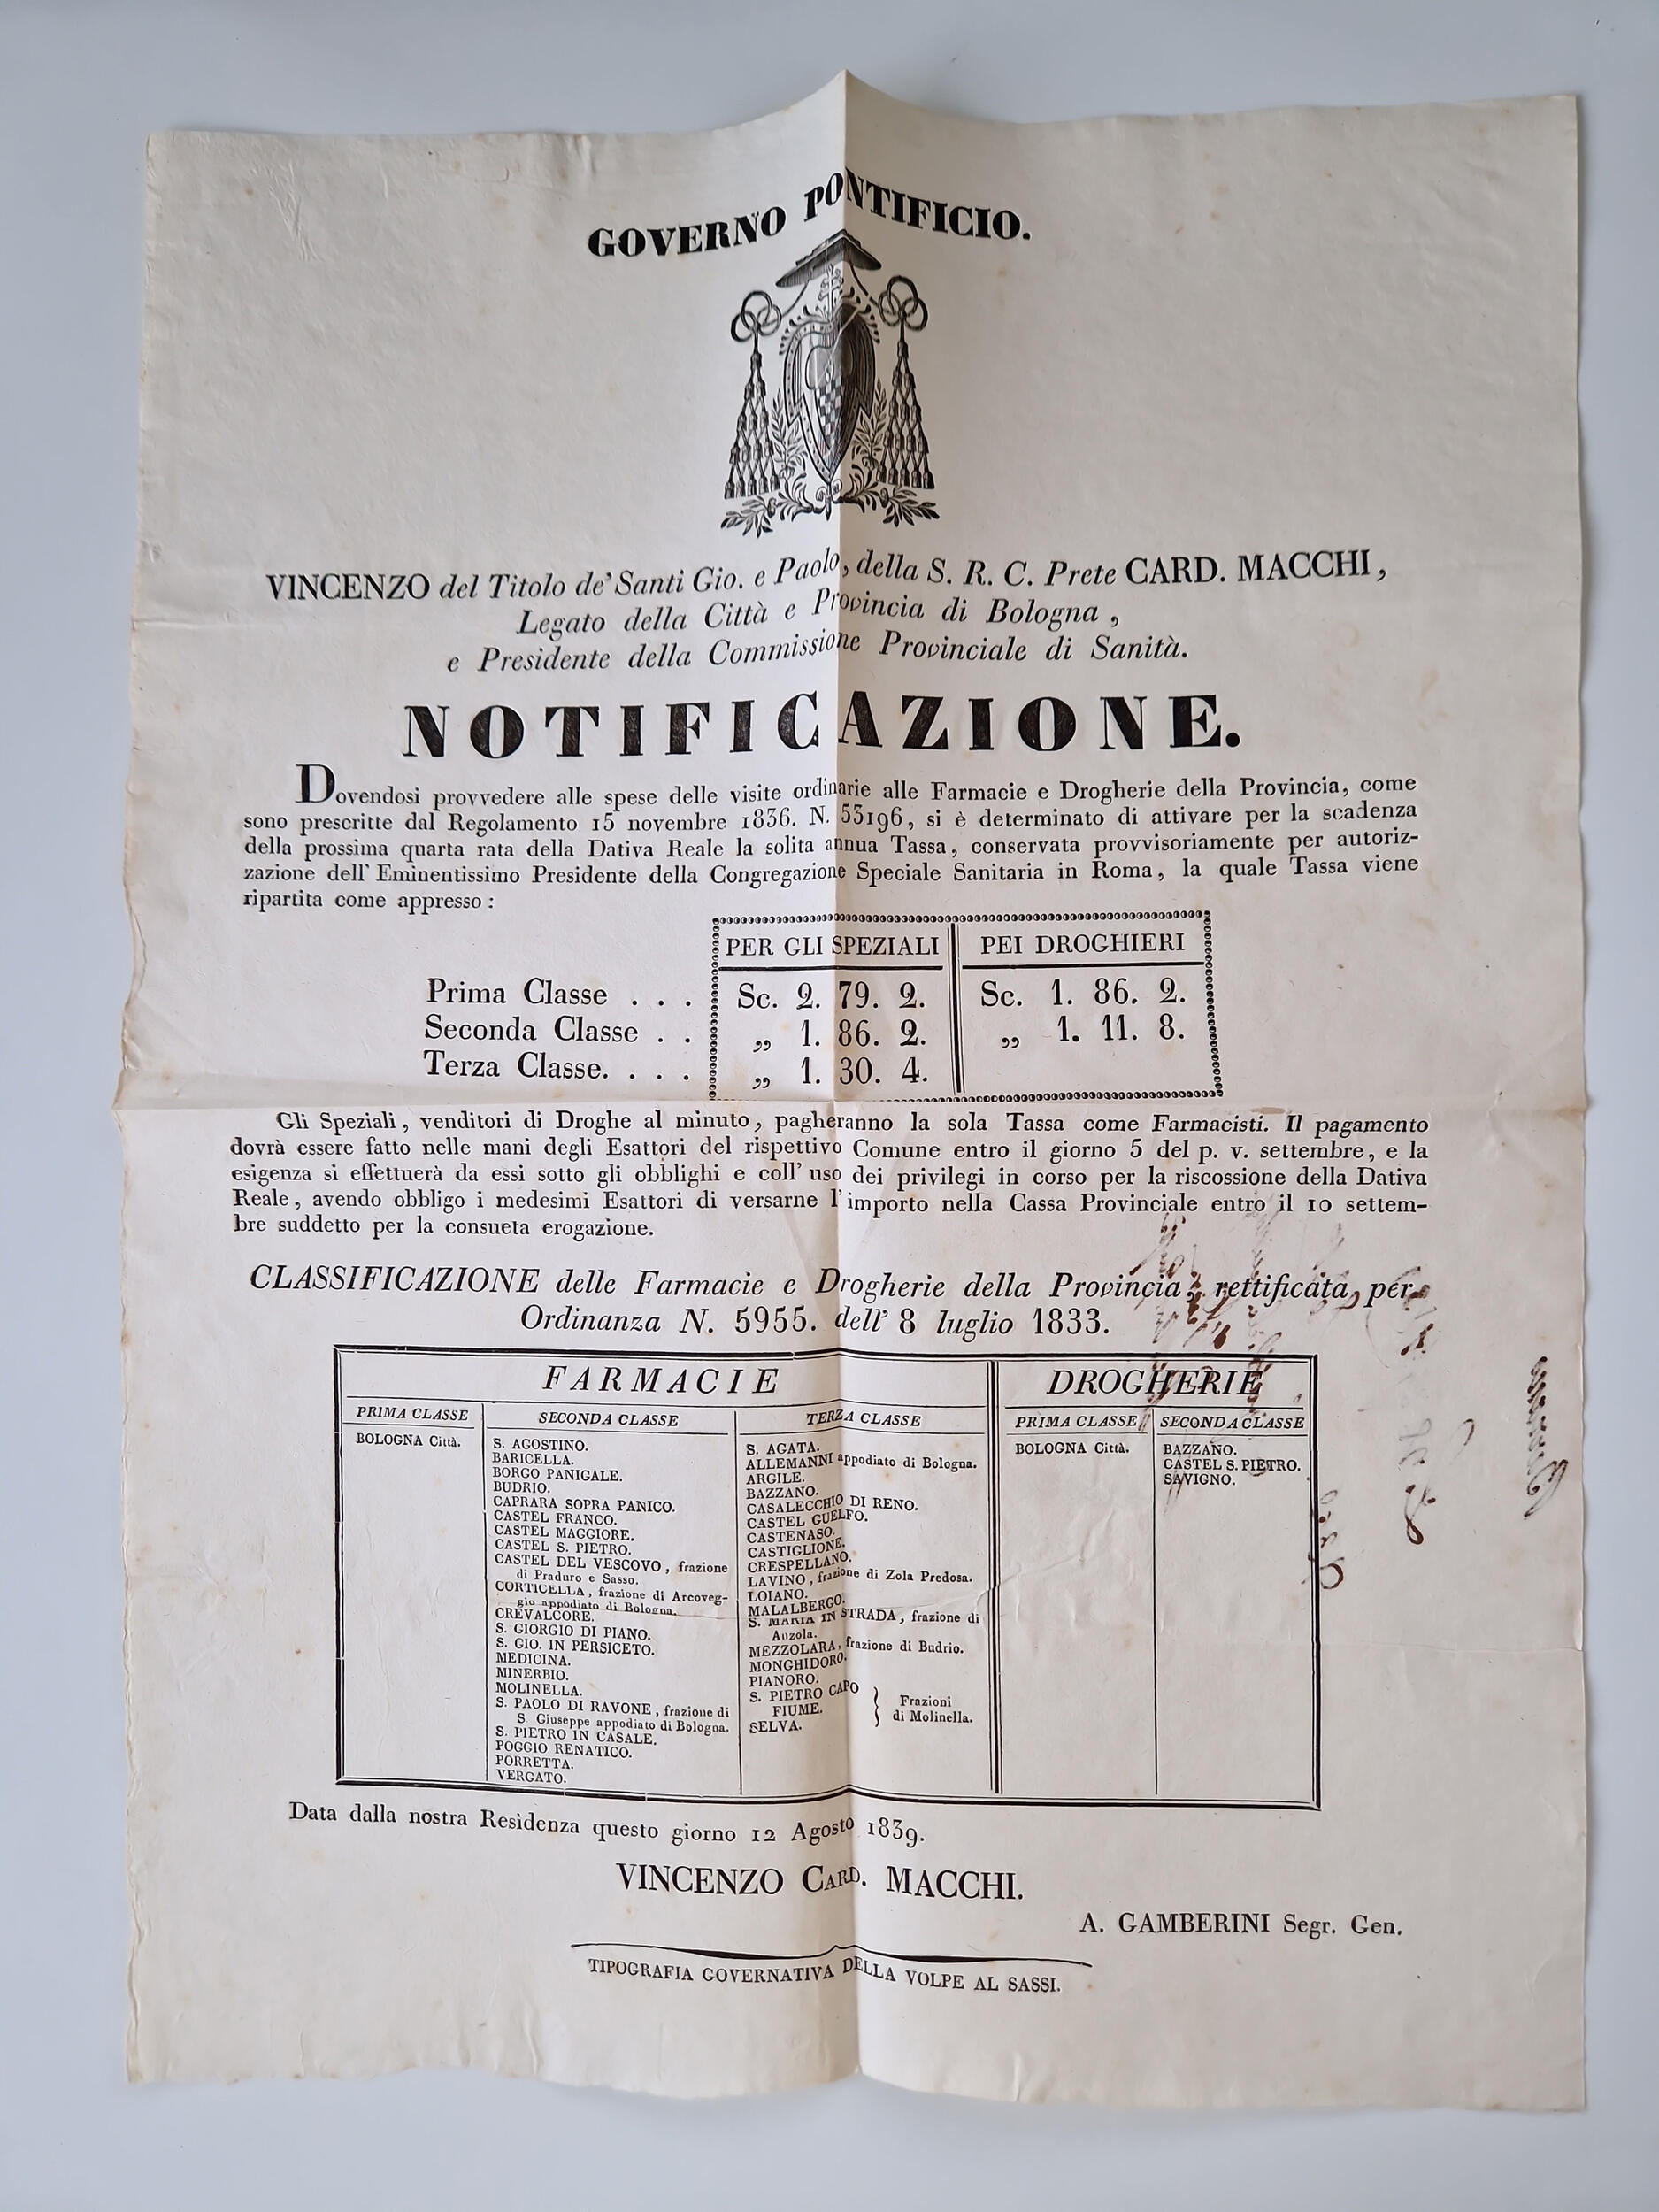 GOVERNO PONTIFICIO.
VINCENZO del Titolo de' Santi Gio. e Paolo, della S. R. C. Prete CARD. MACCHI,
Legato della Città e Provincia di Bologna,
e Presidente della Commissione Provinciale di Sanità.
NOTIFICAZIONE.
Dovendosi provvedere alle spese delle visite ordinarie alle Farmacie e Drogherie della Provincia, come
sono prescritte dal Regolamento 15 novembre 1836. N. 53196, si è determinato di attivare per la scadenza
della prossima quarta rata della Dativa Reale la solita annua Tassa, conservata provvisoriamente per autoriz-
zazione dell' Eminentissimo Presidente della Congregazione Speciale Sanitaria in Roma, la quale Tassa viene
ripartita come appresso:
PER GLI SPEZIALI PEI DROGHIERI
Prima Classe . . . Sc. 2. 79. 2. Sc. 1. 86. 2.
Seconda Classe . . „ 1. 86. 2. „ 1. 11. 8.
Terza Classe. . . . „ 1. 30. 4.
Gli Speziali, venditori di Droghe al minuto, pagheranno la sola Tassa come Farmacisti. Il pagamento
dovrà essere fatto nelle mani degli Esattori del rispettivo Comune entro il giorno 5 del p. v. settembre, e la
esigenza si effettuerà da essi sotto gli obblighi e coll' uso dei privilegi in corso per la riscossione della Dativa
Reale, avendo obbligo i medesimi Esattori di versarne l' importo nella Cassa Provinciale entro il 10 settem-
bre suddetto per la consueta erogazione.
CLASSIFICAZIONE delle Farmacie e Drogherie della Provincia, rettificata per
Ordinanza N. 5955. dell' 8 luglio 1833.
FARMACIE
PRIMA CLASSE
BOLOGNA Città.
SECONDA CLASSE
S. AGOSTINO.
BARICELLA.
BORGO PANIGALE.
BUDRIO.
CAPRARA SOPRA PANICO.
CASTEL FRANCO.
CASTEL MAGGIORE.
CASTEL S. PIETRO.
CASTEL DEL VESCOVO, frazione
di Praduro e Sasso.
CORTICELLA, frazione di Arcoveg-
gio appodiato di Bologna.
CREVALCORE.
S. GIORGIO DI PIANO.
S. GIO. IN PERSICETO.
MEDICINA.
MINERBIO.
MOLINELLA.
S. PAOLO DI RAVONE, frazione di
S. Giuseppe appodiato di Bologna.
S. PIETRO IN CASALE.
POGGIO RENATICO.
PORRETTA.
VERGATO.
TERZA CLASSE
S. AGATA.
ALLEMANNI appodiato di Bologna.
ARGILE.
BAZZANO.
CASALECCHIO DI RENO.
CASTEL GUELFO.
CASTENASO.
CASTIGLIONE.
CRESPELLANO.
LAVINO, frazione di Zola Predosa.
LOIANO.
MALALBERGO.
S. MARIA IN STRADA, frazione di
Anzola.
MEZZOLARA, frazione di Budrio.
MONGHIDORO.
PIANORO.
S. PIETRO CAPO
FIUME.
SELVA.
Frazioni
di Molinella.
DROGHERIE
PRIMA CLASSE
BOLOGNA Città.
SECONDA CLASSE
BAZZANO.
CASTEL S. PIETRO.
SAVIGNO.
Data dalla nostra Residenza questo giorno 12 Agosto 1839.
VINCENZO CARD. MACCHI.
A. GAMBERINI Segr. Gen.
TIPOGRAFIA GOVERNATIVA DELLA VOLPE AL SASSI.